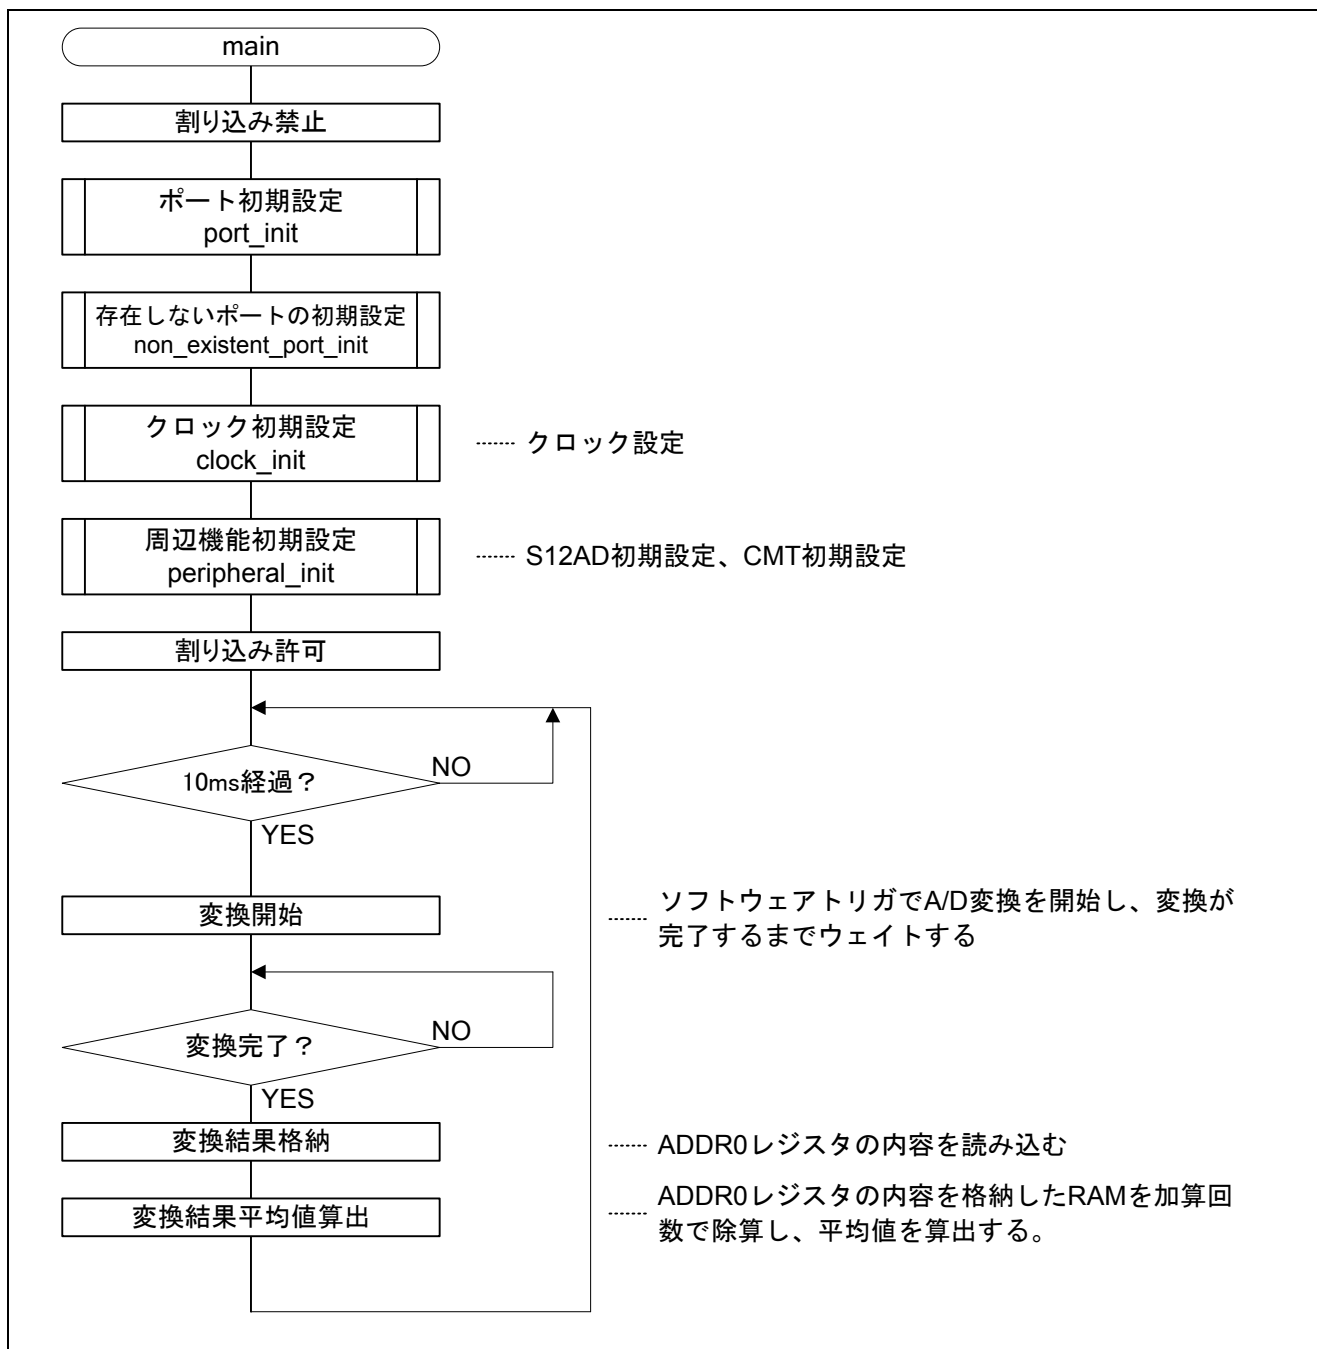 main
割り込み禁止
ポート初期設定
port_init
存在しないポートの初期設定
non_existent_port_init
クロック初期設定
clock_init
クロック設定
周辺機能初期設定
peripheral_init
S12AD初期設定、CMT初期設定
割り込み許可
10ms経過？
NO
YES
変換開始
ソフトウェアトリガでA/D変換を開始し、変換が
完了するまでウェイトする
変換完了？
NO
YES
変換結果格納
ADDR0レジスタの内容を読み込む
変換結果平均値算出
ADDR0レジスタの内容を格納したRAMを加算回
数で除算し、平均値を算出する。